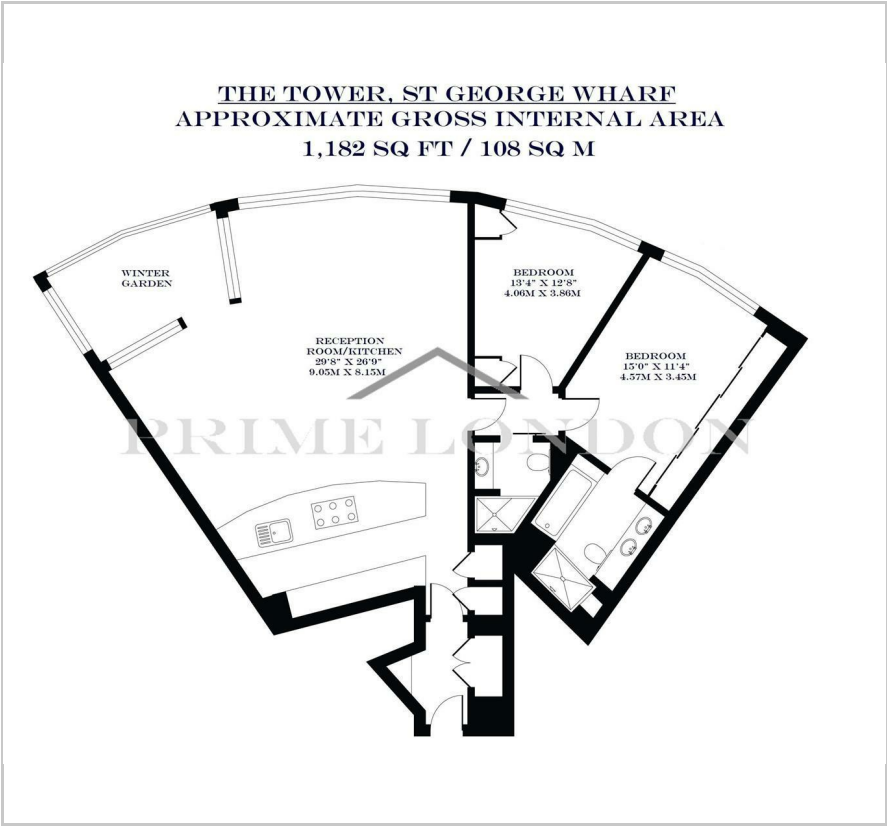 THE TOWER, ST GEORGE WHARF
APPROXIMATE GROSS INTERNAL AREA
1,182 SQ FT / 108 SQ M
WINTER
GARDEN
BEDROOM
13'4" X 12'8"
4.06M X 3.86M
RECEPTION
ROOM/KITCHEN
29'8" X 26'9"
9.05M X 8.15M
BEDROOM
15'0" X 11'4"
4.57M X 3.45M
PRIME LONDON